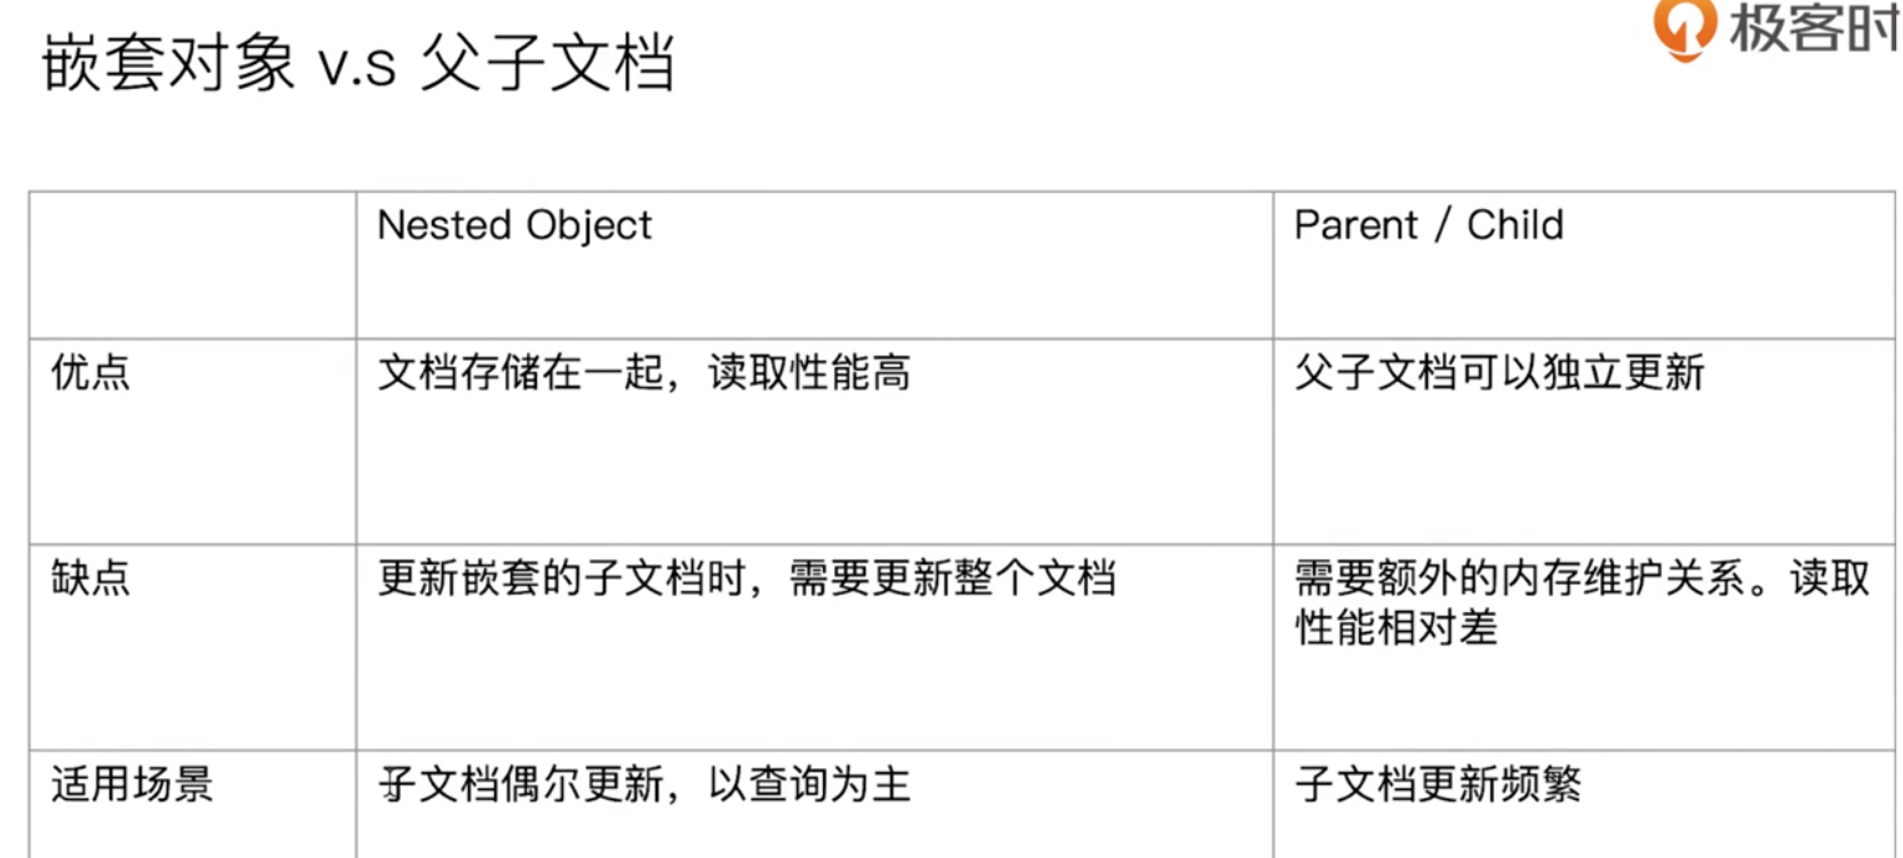 极客时
嵌套对象 v.s 父子文档
Nested Object
Parent / Child
优点
文档存储在一起，读取性能高
父子文档可以独立更新
缺点
更新嵌套的子文档时，需要更新整个文档
需要额外的内存维护关系。读取
性能相对差
适用场景
子文档偶尔更新，以查询为主
子文档更新频繁